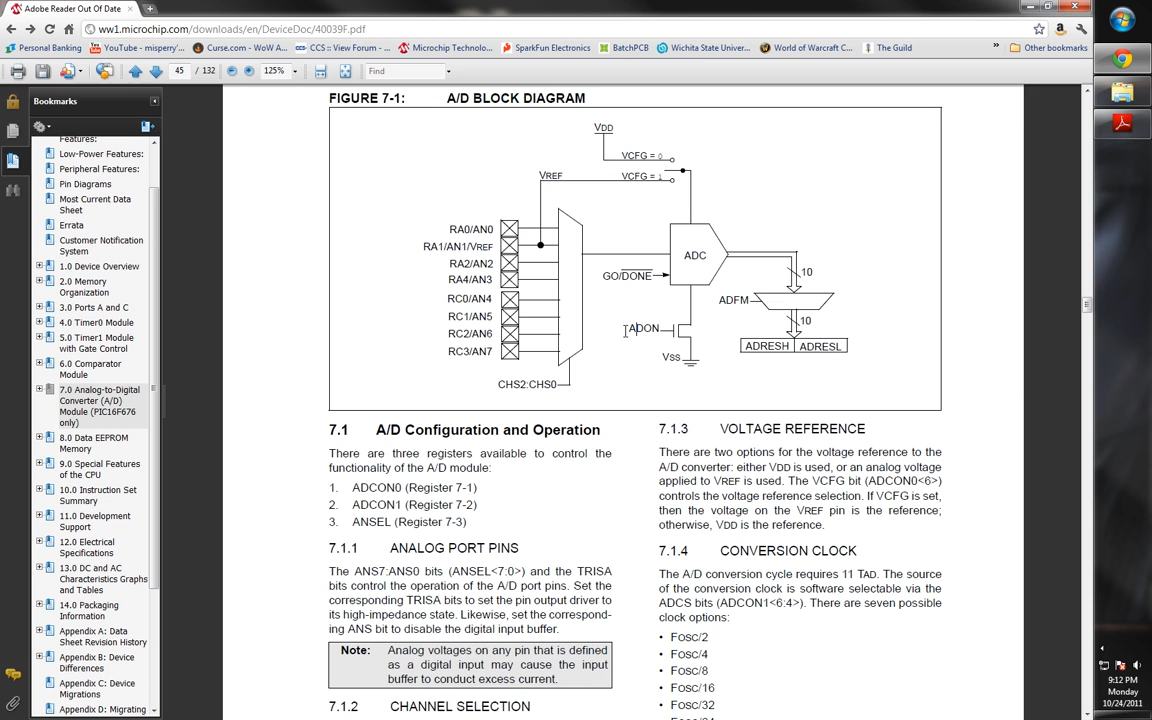 Adobe Reader Out Of Date
ww1.microchip.com/downloads/en/DeviceDoc/40039F.pdf
Personal Banking
YouTube - misperry'...
Curse.com - WoW A...
CCS :: View Forum - ...
Microchip Technolo...
SparkFun Electronics
BatchPCB
Wichita State Univer...
World of Warcraft C...
The Guild
»
Other bookmarks
45 / 132
125%
Find
Bookmarks
Features:
Low-Power Features:
Peripheral Features:
Pin Diagrams
Most Current Data
Sheet
Errata
Customer Notification
System
1.0 Device Overview
2.0 Memory
Organization
3.0 Ports A and C
4.0 Timer0 Module
5.0 Timer1 Module
with Gate Control
6.0 Comparator
Module
7.0 Analog-to-Digital
Converter (A/D)
Module (PIC16F676
only)
8.0 Data EEPROM
Memory
9.0 Special Features
of the CPU
10.0 Instruction Set
Summary
11.0 Development
Support
12.0 Electrical
Specifications
13.0 DC and AC
Characteristics Graphs
and Tables
14.0 Packaging
Information
Appendix A: Data
Sheet Revision History
Appendix B: Device
Differences
Appendix C: Device
Migrations
Appendix D: Migrating
FIGURE 7-1: A/D BLOCK DIAGRAM
VDD
VCFG = 0
VREF
VCFG = 1
RA0/AN0
RA1/AN1/VREF
RA2/AN2
RA4/AN3
RC0/AN4
RC1/AN5
RC2/AN6
RC3/AN7
CHS2:CHS0
ADC
GO/DONE
ADON
VSS
10
ADFM
10
ADRESH ADRESL
7.1 A/D Configuration and Operation
There are three registers available to control the
functionality of the A/D module:
1. ADCON0 (Register 7-1)
2. ADCON1 (Register 7-2)
3. ANSEL (Register 7-3)
7.1.1 ANALOG PORT PINS
The ANS7:ANS0 bits (ANSEL<7:0>) and the TRISA
bits control the operation of the A/D port pins. Set the
corresponding TRISA bits to set the pin output driver to
its high-impedance state. Likewise, set the correspond-
ing ANS bit to disable the digital input buffer.
Note: Analog voltages on any pin that is defined
as a digital input may cause the input
buffer to conduct excess current.
7.1.2 CHANNEL SELECTION
7.1.3 VOLTAGE REFERENCE
There are two options for the voltage reference to the
A/D converter: either VDD is used, or an analog voltage
applied to VREF is used. The VCFG bit (ADCON0<6>)
controls the voltage reference selection. If VCFG is set,
then the voltage on the VREF pin is the reference;
otherwise, VDD is the reference.
7.1.4 CONVERSION CLOCK
The A/D conversion cycle requires 11 TAD. The source
of the conversion clock is software selectable via the
ADCS bits (ADCON1<6:4>). There are seven possible
clock options:
• FOSC/2
• FOSC/4
• FOSC/8
• FOSC/16
• FOSC/32
9:12 PM
Monday
10/24/2011